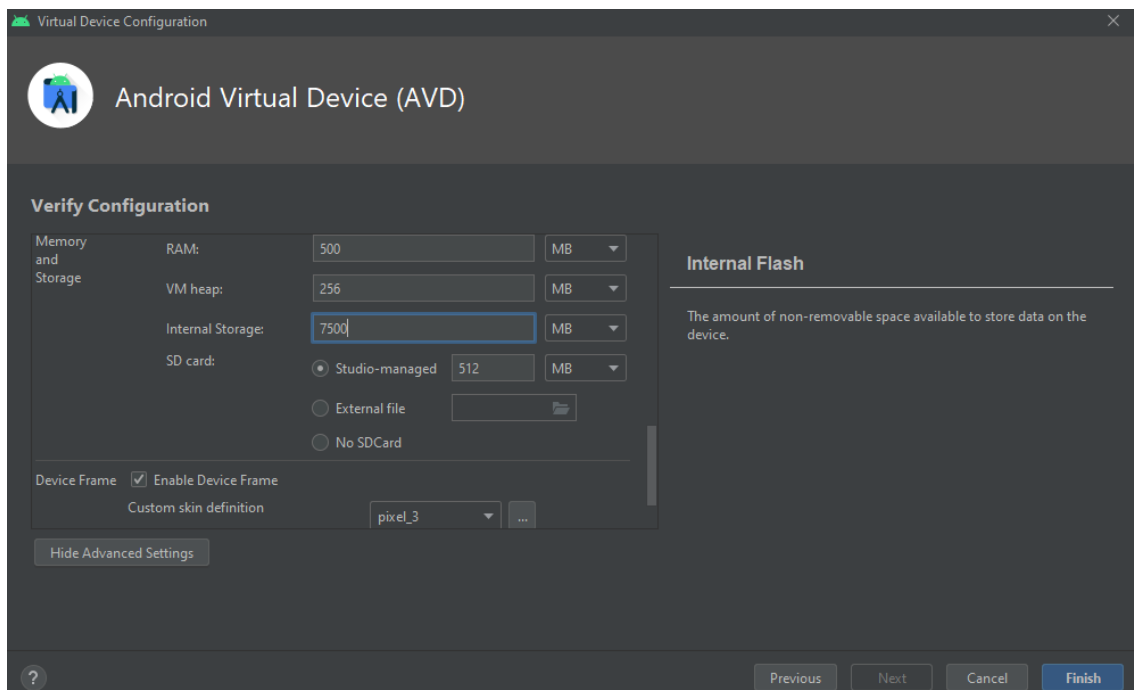 Virtual Device Configuration
Android Virtual Device (AVD)
Verify Configuration
Memory
and
Storage
RAM: 500 MB
VM heap: 256 MB
Internal Storage: 7500 MB
SD card: Studio-managed 512 MB
External file
No SDCard
Device Frame Enable Device Frame
Custom skin definition pixel_3 ...
Hide Advanced Settings
Internal Flash
The amount of non-removable space available to store data on the
device.
? Previous Next Cancel Finish